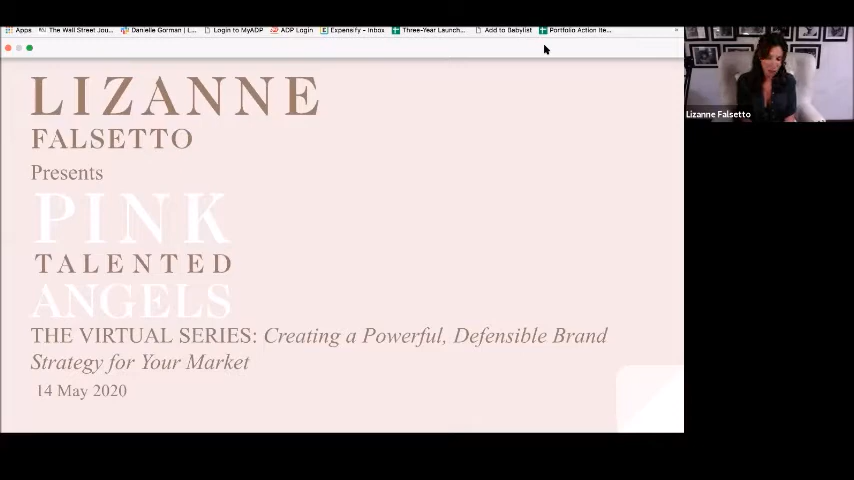 Apps The Wall Street Jou... Danielle Gorman | L... Login to MyADP ADP Login Expensify - Inbox Three-Year Launch... Add to Babylist Portfolio Action Ite... »
LIZANNE
FALSETTO
Presents
PINK
TALENTED
ANGELS
THE VIRTUAL SERIES: Creating a Powerful, Defensible Brand
Strategy for Your Market
14 May 2020
Lizanne Falsetto